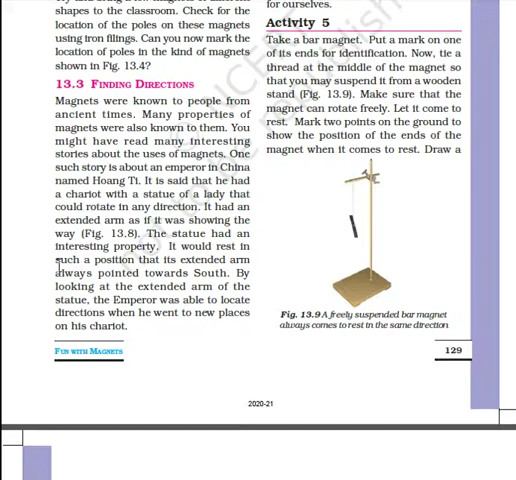 shapes to the classroom. Check for the
location of the poles on these magnets
using iron filings. Can you now mark the
location of poles in the kind of magnets
shown in Fig. 13.4?
13.3 FINDING DIRECTIONS
Magnets were known to people from
ancient times. Many properties of
magnets were also known to them. You
might have read many interesting
stories about the uses of magnets. One
such story is about an emperor in China
named Hoang Ti. It is said that he had
a chariot with a statue of a lady that
could rotate in any direction. It had an
extended arm as if it was showing the
way (Fig. 13.8). The statue had an
interesting property. It would rest in
such a position that its extended arm
always pointed towards South. By
looking at the extended arm of the
statue, the Emperor was able to locate
directions when he went to new places
on his chariot.
for ourselves.
Activity 5
Take a bar magnet. Put a mark on one
of its ends for identification. Now, tie a
thread at the middle of the magnet so
that you may suspend it from a wooden
stand (Fig. 13.9). Make sure that the
magnet can rotate freely. Let it come to
rest. Mark two points on the ground to
show the position of the ends of the
magnet when it comes to rest. Draw a
Fig. 13.9 A freely suspended bar magnet
always comes to rest in the same direction
FUN WITH MAGNETS
129
2020-21